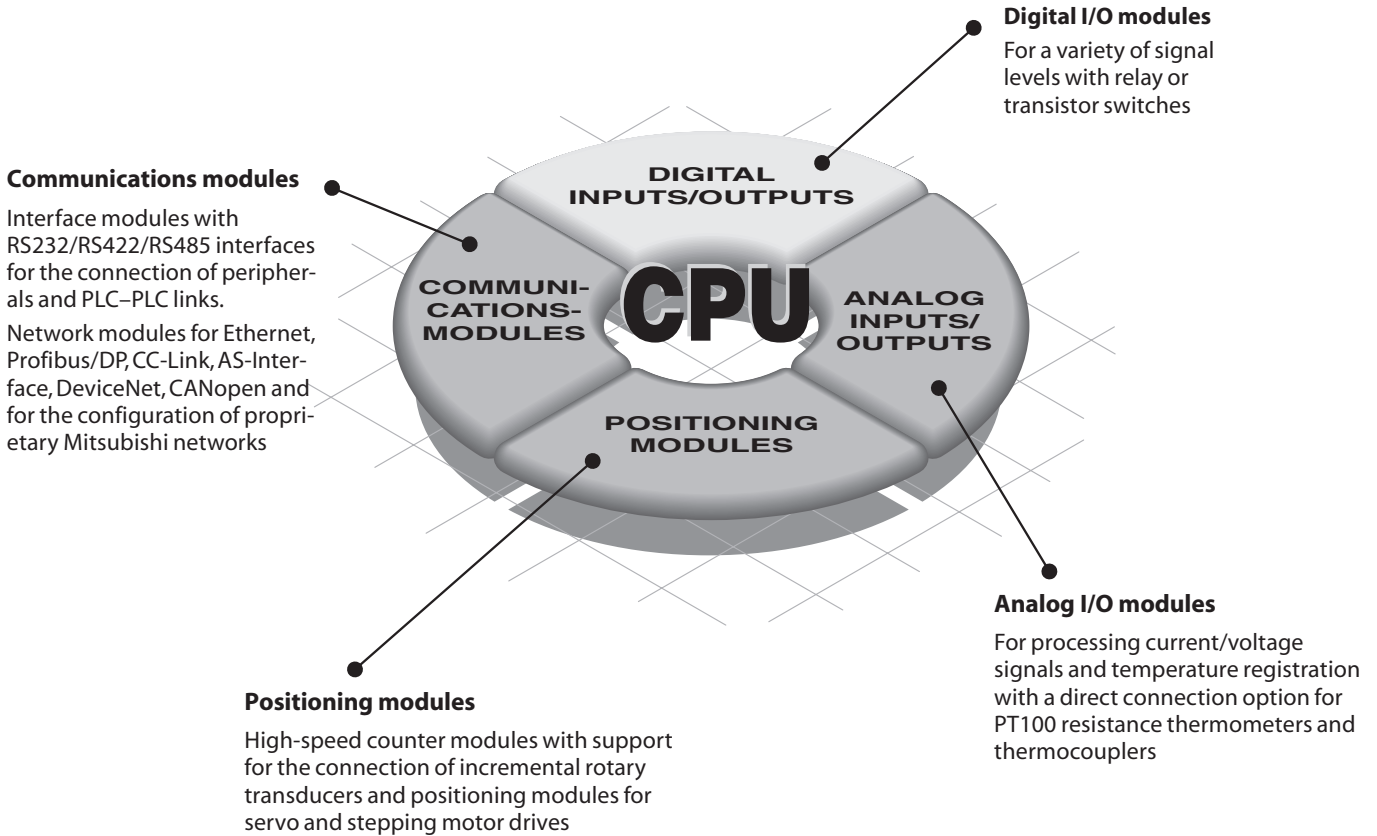 Digital I/O modules
For a variety of signal
levels with relay or
transistor switches
Communications modules
Interface modules with
RS232/RS422/RS485 interfaces
for the connection of peripher-
als and PLC–PLC links.
Network modules for Ethernet,
Profibus/DP, CC-Link, AS-Inter-
face, DeviceNet, CANopen and
for the configuration of propri-
etary Mitsubishi networks
DIGITAL
INPUTS/OUTPUTS
COMMUNI-
CATIONS-
MODULES
CPU
ANALOG
INPUTS/
OUTPUTS
POSITIONING
MODULES
Analog I/O modules
For processing current/voltage
signals and temperature registration
with a direct connection option for
PT100 resistance thermometers and
thermocouplers
Positioning modules
High-speed counter modules with support
for the connection of incremental rotary
transducers and positioning modules for
servo and stepping motor drives